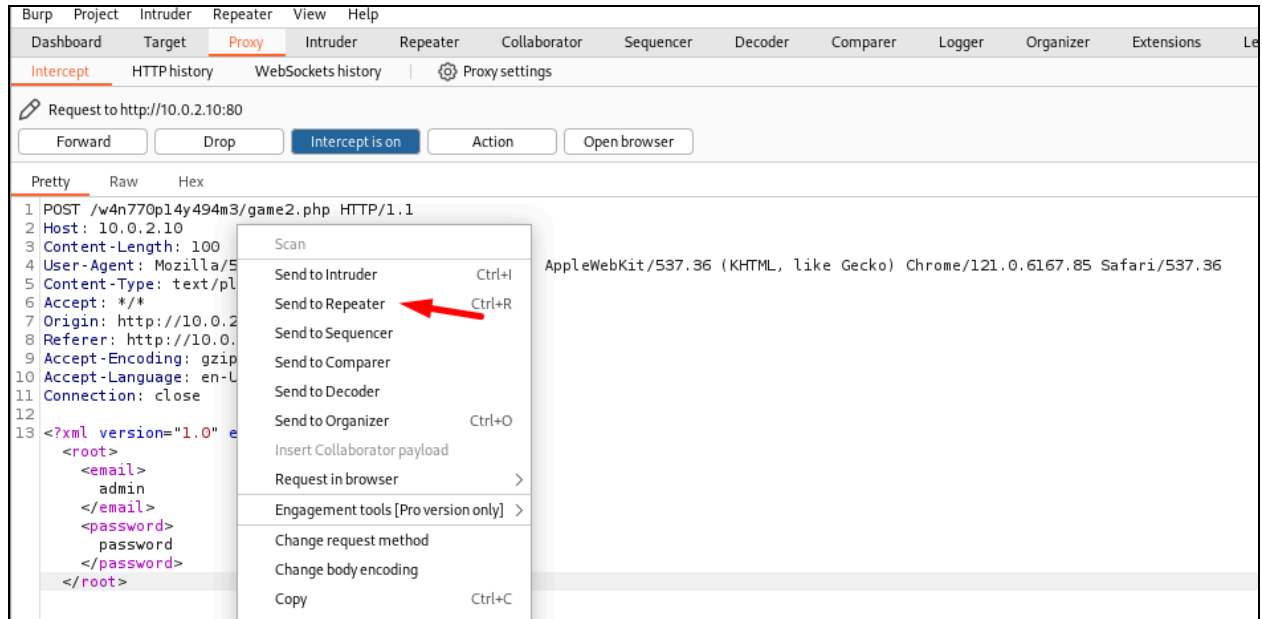 Burp Project Intruder Repeater View Help
Dashboard Target Proxy Intruder Repeater Collaborator Sequencer Decoder Comparer Logger Organizer Extensions Le
Intercept HTTP history WebSockets history Proxy settings
Request to http://10.0.2.10:80
Forward Drop Intercept is on Action Open browser
Pretty Raw Hex
1 POST /w4n770p14y494m3/game2.php HTTP/1.1
2 Host: 10.0.2.10
3 Content-Length: 100
4 User-Agent: Mozilla/5 AppleWebKit/537.36 (KHTML, like Gecko) Chrome/121.0.6167.85 Safari/537.36
5 Content-Type: text/pl
6 Accept: */*
7 Origin: http://10.0.2
8 Referer: http://10.0.
9 Accept-Encoding: gzip
10 Accept-Language: en-U
11 Connection: close
12
13 <?xml version="1.0" e
<root>
<email>
admin
</email>
<password>
password
</password>
</root>
Scan
Send to Intruder Ctrl+I
Send to Repeater Ctrl+R
Send to Sequencer
Send to Comparer
Send to Decoder
Send to Organizer Ctrl+O
Insert Collaborator payload
Request in browser
Engagement tools [Pro version only]
Change request method
Change body encoding
Copy Ctrl+C